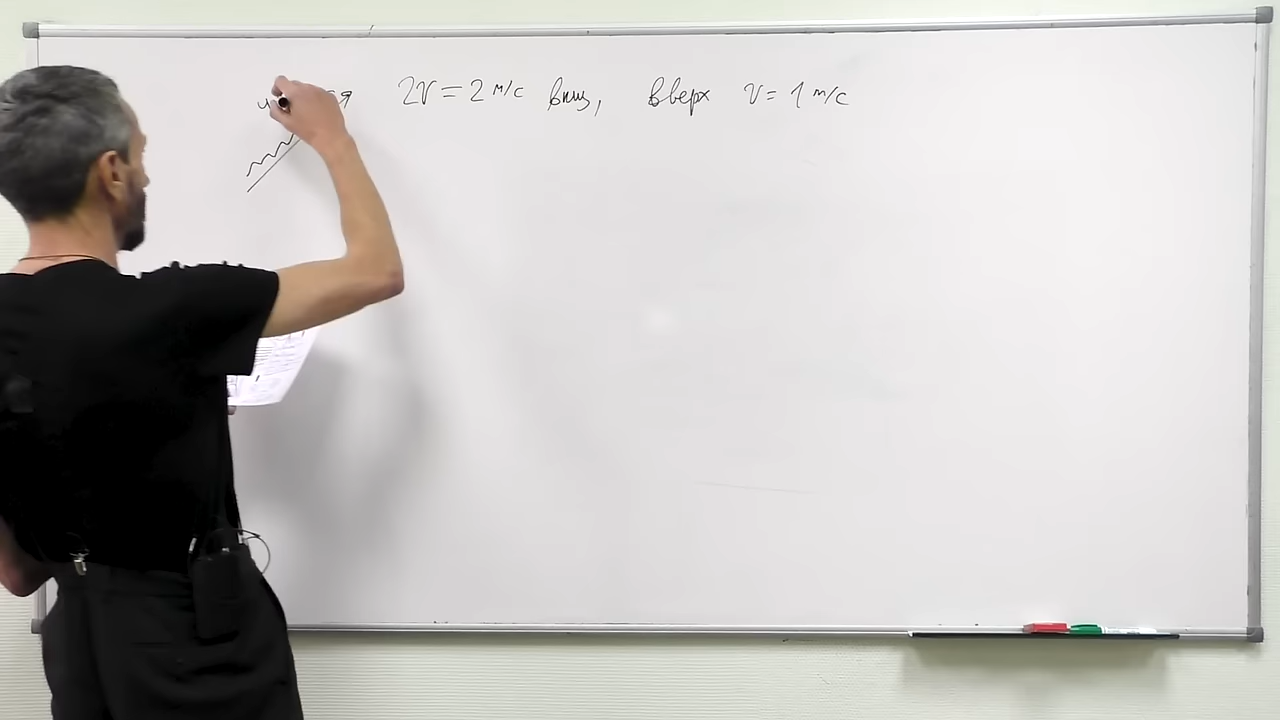 2v = 2 м/с вниз, вверх v = 1 м/с